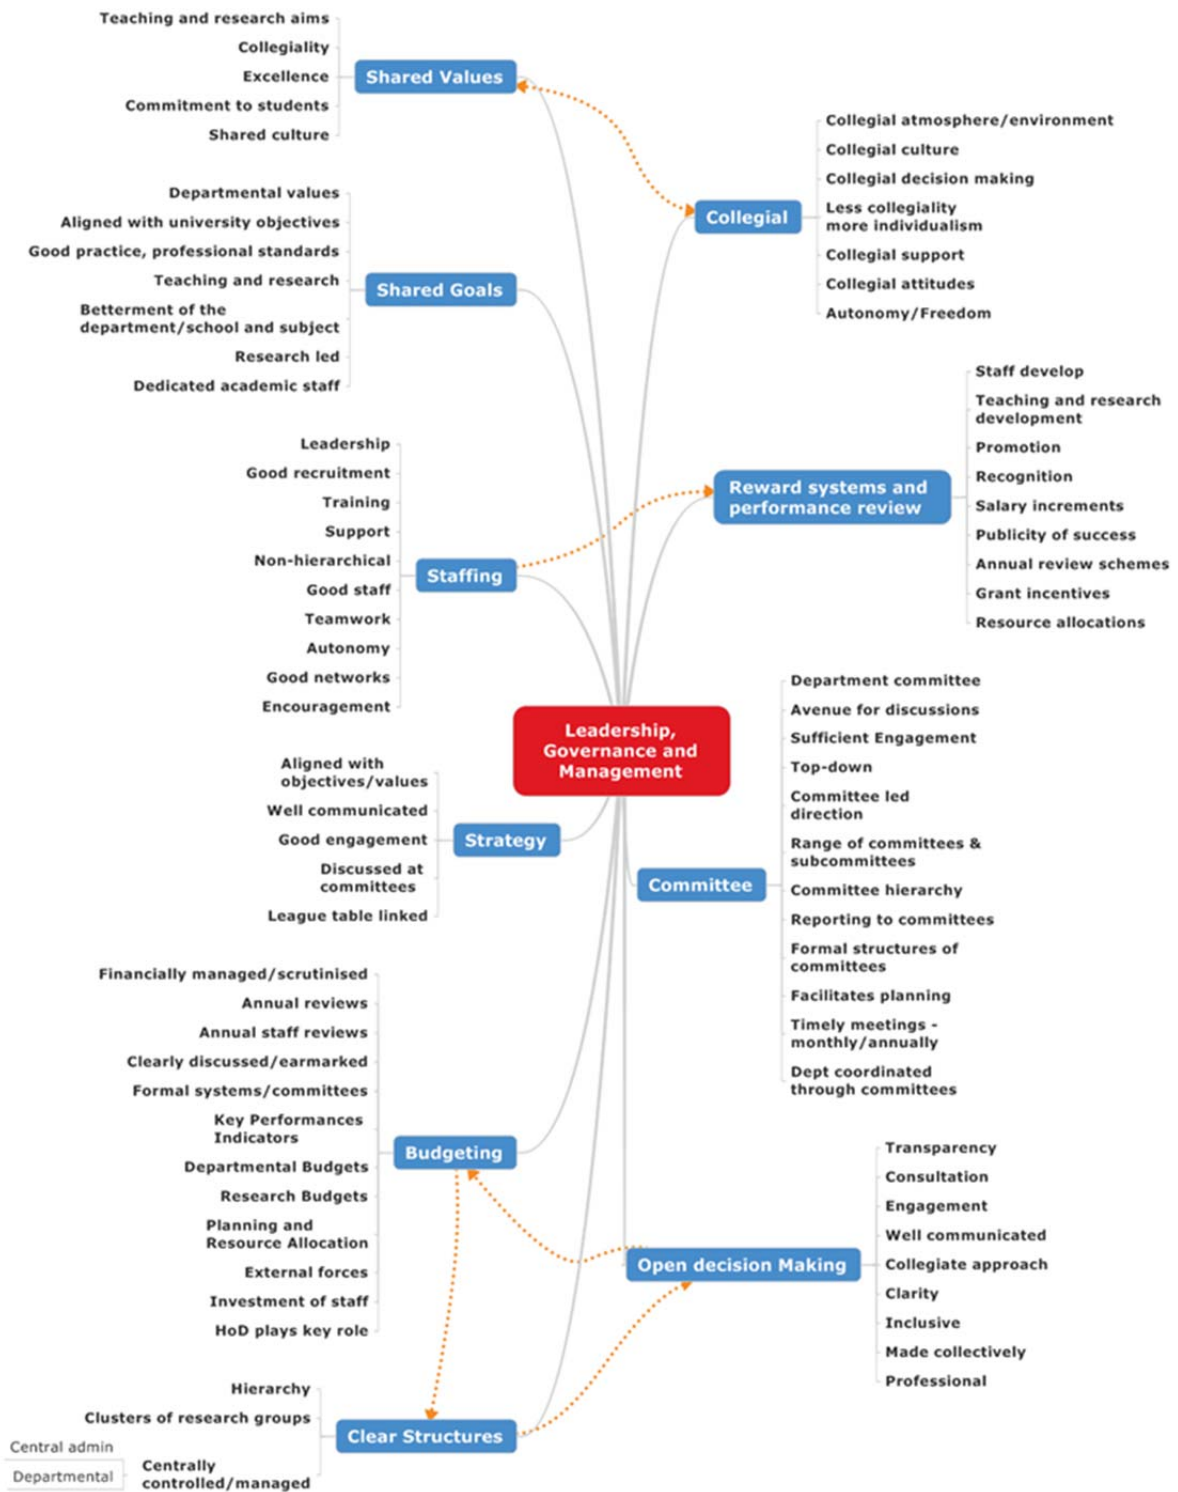 Teaching and research aims
Collegiality
Excellence
Commitment to students
Shared culture
Shared Values
Departmental values
Aligned with university objectives
Good practice, professional standards
Teaching and research
Betterment of the
department/school and subject
Research led
Dedicated academic staff
Shared Goals
Leadership
Good recruitment
Training
Support
Non-hierarchical
Good staff
Teamwork
Autonomy
Good networks
Encouragement
Staffing
Aligned with
objectives/values
Well communicated
Good engagement
Discussed at
committees
League table linked
Strategy
Financially managed/scrutinised
Annual reviews
Annual staff reviews
Clearly discussed/earmarked
Formal systems/committees
Key Performances
Indicators
Departmental Budgets
Research Budgets
Planning and
Resource Allocation
External forces
Investment of staff
HoD plays key role
Budgeting
Hierarchy
Clusters of research groups
Central admin
Departmental
Centrally
controlled/managed
Clear Structures
Leadership,
Governance and
Management
Collegial
Collegial atmosphere/environment
Collegial culture
Collegial decision making
Less collegiality
more individualism
Collegial support
Collegial attitudes
Autonomy/Freedom
Reward systems and
performance review
Staff develop
Teaching and research
development
Promotion
Recognition
Salary increments
Publicity of success
Annual review schemes
Grant incentives
Resource allocations
Committee
Department committee
Avenue for discussions
Sufficient Engagement
Top-down
Committee led
direction
Range of committees &
subcommittees
Committee hierarchy
Reporting to committees
Formal structures of
committees
Facilitates planning
Timely meetings -
monthly/annually
Dept coordinated
through committees
Open decision Making
Transparency
Consultation
Engagement
Well communicated
Collegiate approach
Clarity
Inclusive
Made collectively
Professional